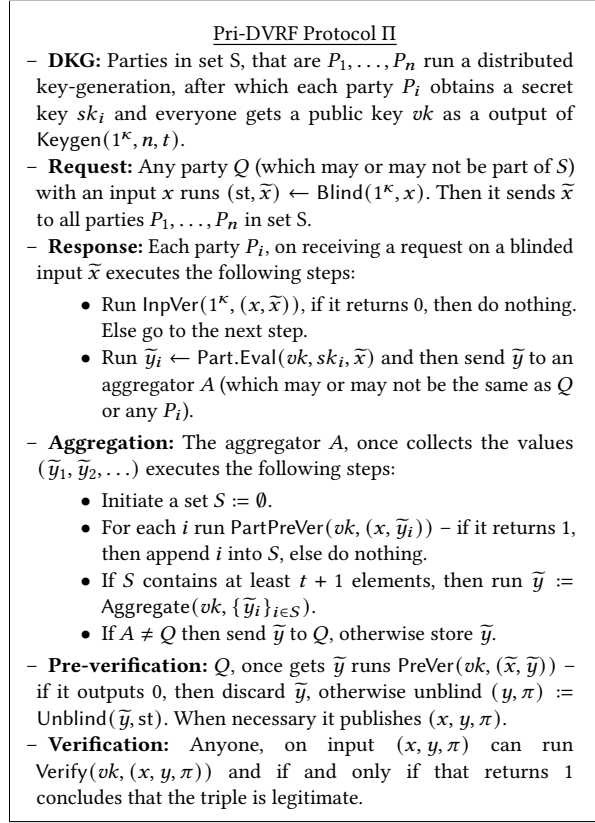 Pri-DVRF Protocol Π
– DKG: Parties in set S, that are P₁, . . . , Pₙ run a distributed
key-generation, after which each party Pᵢ obtains a secret
key skᵢ and everyone gets a public key vk as a output of
Keygen(1^κ, n, t).
– Request: Any party Q (which may or may not be part of S)
with an input x runs (st, x̃) ← Blind(1^κ, x). Then it sends x̃
to all parties P₁, . . . , Pₙ in set S.
– Response: Each party Pᵢ, on receiving a request on a blinded
input x̃ executes the following steps:
• Run InpVer(1^κ, (x, x̃)), if it returns 0, then do nothing.
Else go to the next step.
• Run ỹᵢ ← Part.Eval(vk, skᵢ, x̃) and then send ỹ to an
aggregator A (which may or may not be the same as Q
or any Pᵢ).
– Aggregation: The aggregator A, once collects the values
(ỹ₁, ỹ₂, . . .) executes the following steps:
• Initiate a set S := ∅.
• For each i run PartPreVer(vk, (x, ỹᵢ)) – if it returns 1,
then append i into S, else do nothing.
• If S contains at least t + 1 elements, then run ỹ :=
Aggregate(vk, {ỹᵢ}ᵢ∈S).
• If A ≠ Q then send ỹ to Q, otherwise store ỹ.
– Pre-verification: Q, once gets ỹ runs PreVer(vk, (x̃, ỹ)) –
if it outputs 0, then discard ỹ, otherwise unblind (y, π) :=
Unblind(ỹ, st). When necessary it publishes (x, y, π).
– Verification: Anyone, on input (x, y, π) can run
Verify(vk, (x, y, π)) and if and only if that returns 1
concludes that the triple is legitimate.